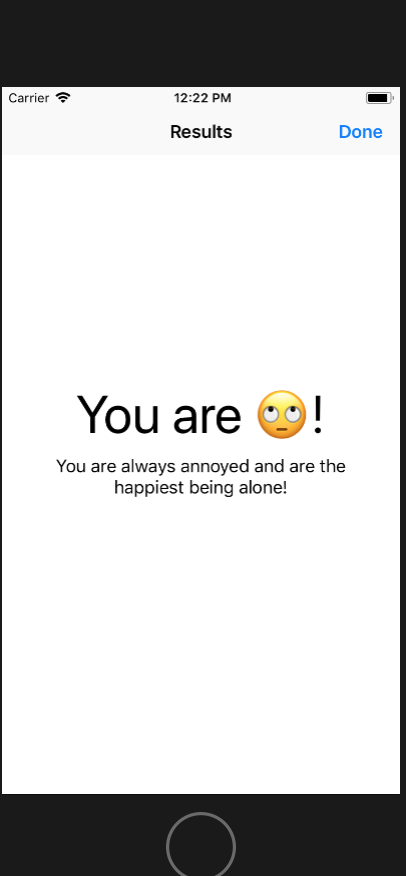 Carrier 12:22 PM
Results Done
You are 🙄!
You are always annoyed and are the
happiest being alone!